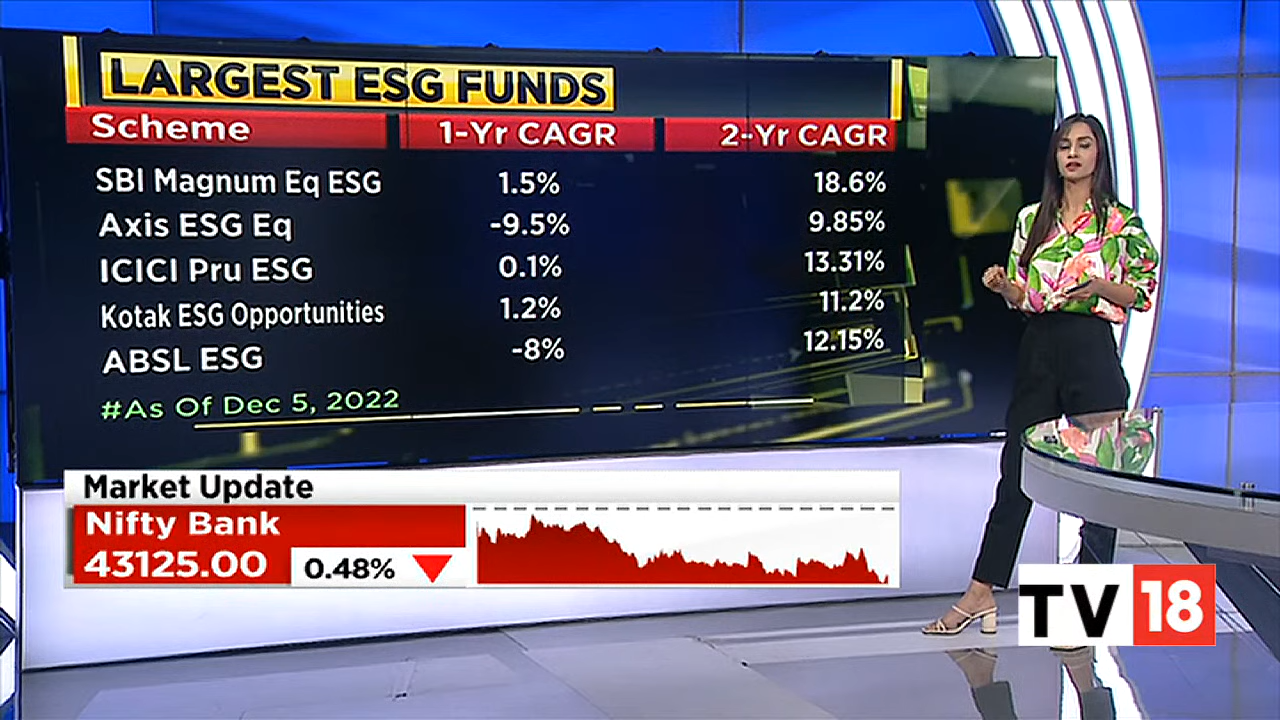 LARGEST ESG FUNDS
Scheme 1-Yr CAGR 2-Yr CAGR
SBI Magnum Eq ESG 1.5% 18.6%
Axis ESG Eq -9.5% 9.85%
ICICI Pru ESG 0.1% 13.31%
Kotak ESG Opportunities 1.2% 11.2%
ABSL ESG -8% 12.15%
#As Of Dec 5, 2022
Market Update
Nifty Bank
43125.00 0.48%
TV 18